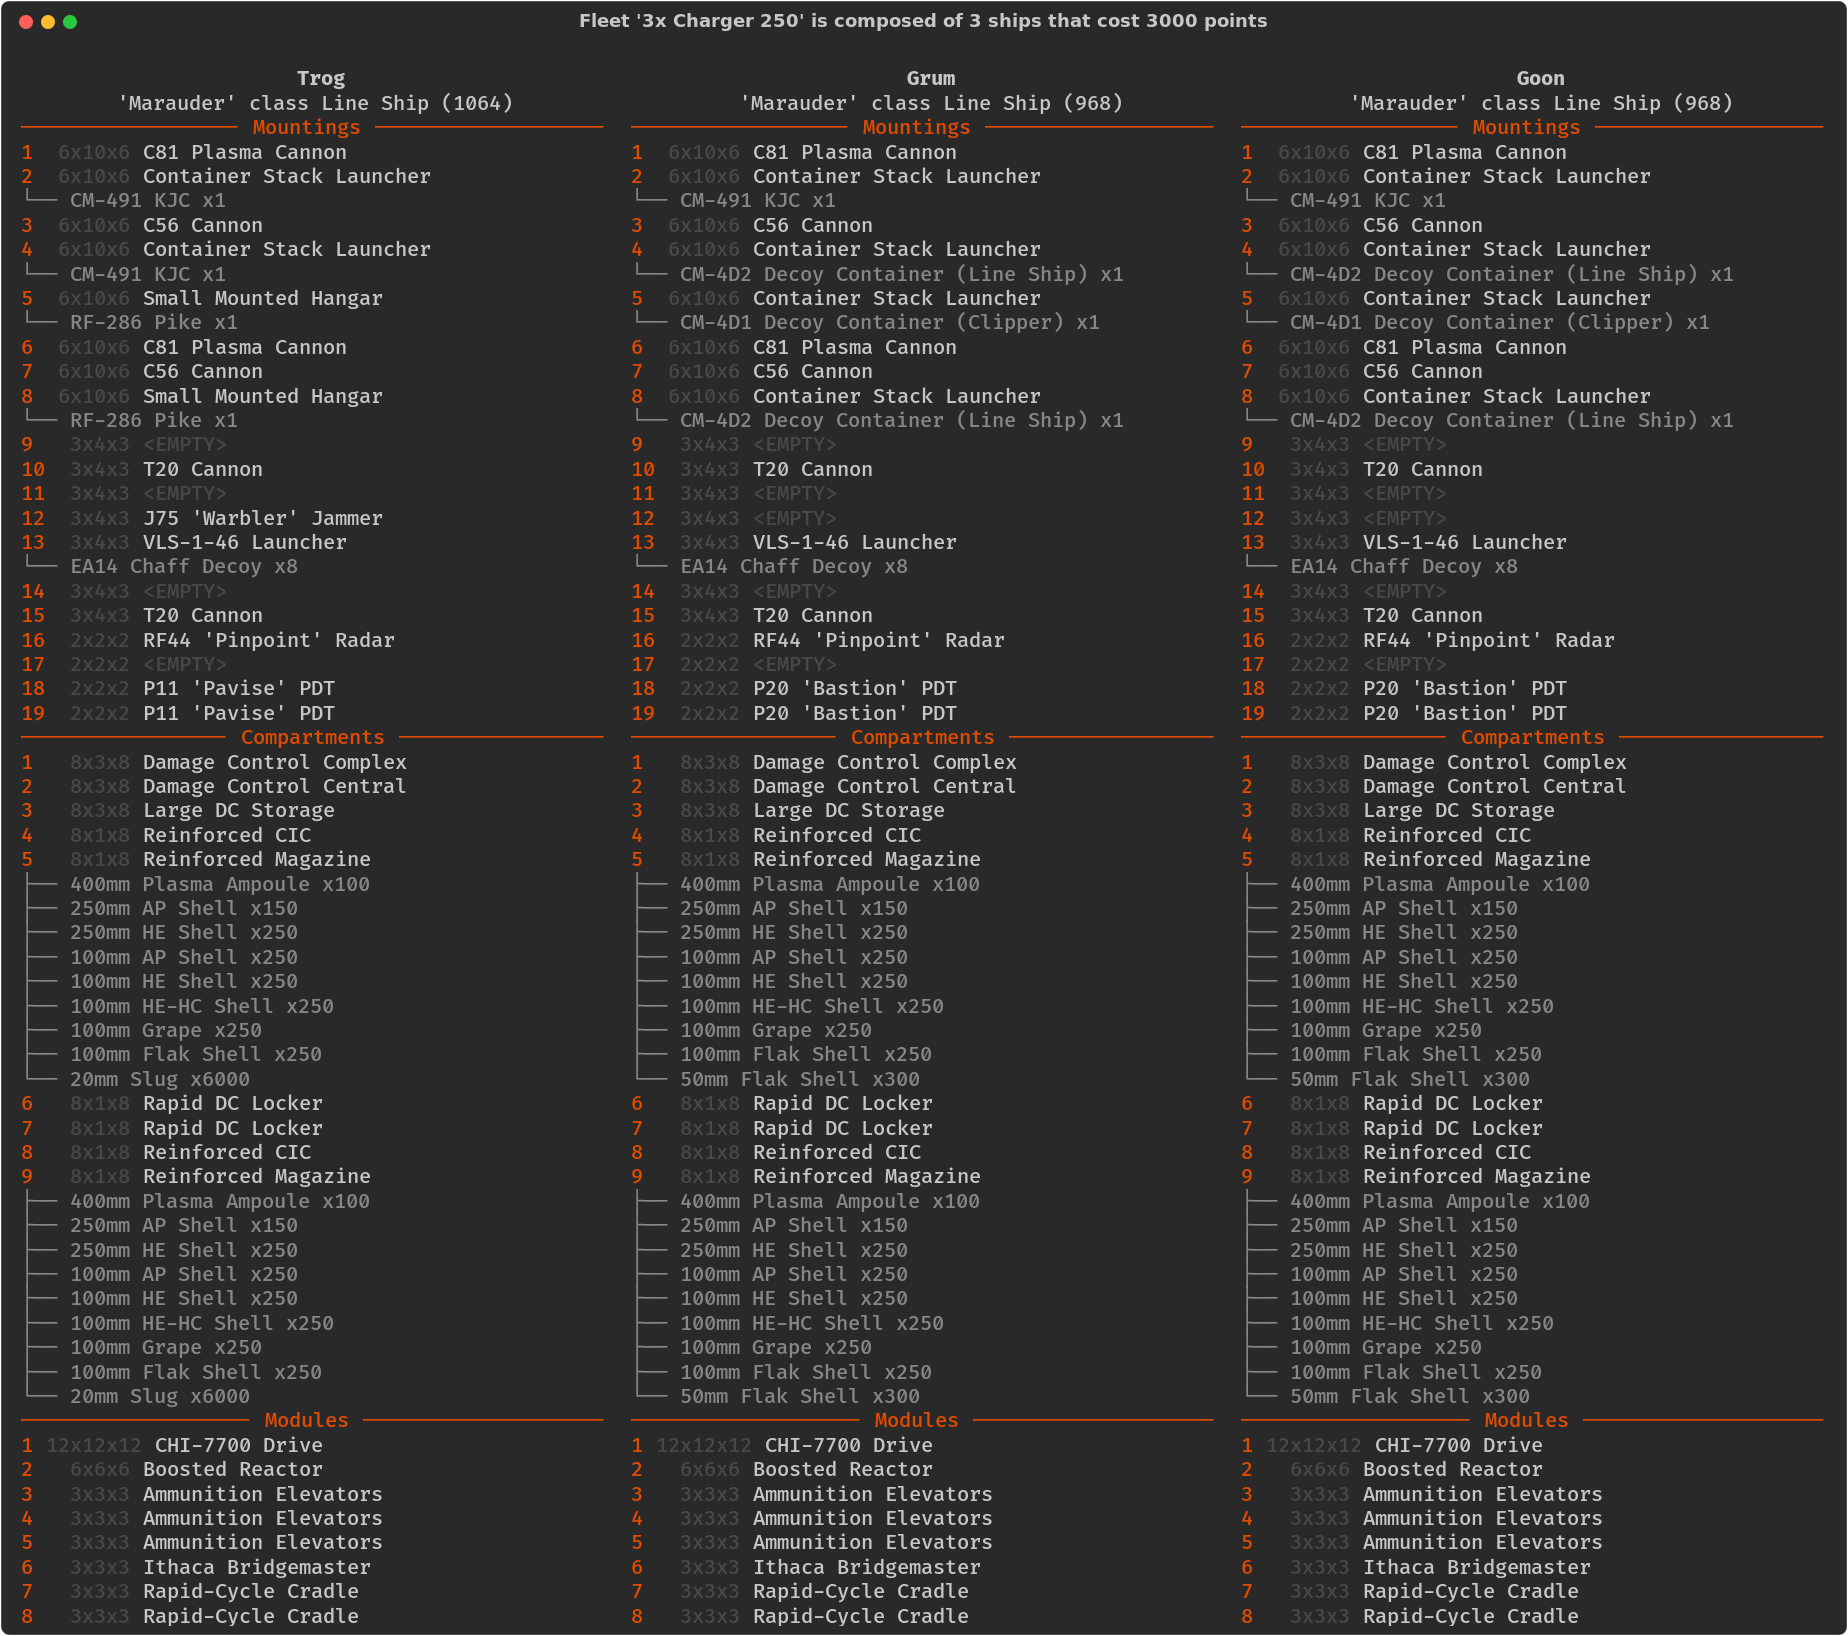 Fleet '3x Charger 250' is composed of 3 ships that cost 3000 points
Trog
'Marauder' class Line Ship (1064)
Mountings
1 6x10x6 C81 Plasma Cannon
2 6x10x6 Container Stack Launcher
CM-491 KJC x1
3 6x10x6 C56 Cannon
4 6x10x6 Container Stack Launcher
CM-491 KJC x1
5 6x10x6 Small Mounted Hangar
RF-286 Pike x1
6 6x10x6 C81 Plasma Cannon
7 6x10x6 C56 Cannon
8 6x10x6 Small Mounted Hangar
RF-286 Pike x1
9 3x4x3 <EMPTY>
10 3x4x3 T20 Cannon
11 3x4x3 <EMPTY>
12 3x4x3 J75 'Warbler' Jammer
13 3x4x3 VLS-1-46 Launcher
EA14 Chaff Decoy x8
14 3x4x3 <EMPTY>
15 3x4x3 T20 Cannon
16 2x2x2 RF44 'Pinpoint' Radar
17 2x2x2 <EMPTY>
18 2x2x2 P11 'Pavise' PDT
19 2x2x2 P11 'Pavise' PDT
Compartments
1 8x3x8 Damage Control Complex
2 8x3x8 Damage Control Central
3 8x3x8 Large DC Storage
4 8x1x8 Reinforced CIC
5 8x1x8 Reinforced Magazine
400mm Plasma Ampoule x100
250mm AP Shell x150
250mm HE Shell x250
100mm AP Shell x250
100mm HE Shell x250
100mm HE-HC Shell x250
100mm Grape x250
100mm Flak Shell x250
20mm Slug x6000
6 8x1x8 Rapid DC Locker
7 8x1x8 Rapid DC Locker
8 8x1x8 Reinforced CIC
9 8x1x8 Reinforced Magazine
400mm Plasma Ampoule x100
250mm AP Shell x150
250mm HE Shell x250
100mm AP Shell x250
100mm HE Shell x250
100mm HE-HC Shell x250
100mm Grape x250
100mm Flak Shell x250
20mm Slug x6000
Modules
1 12x12x12 CHI-7700 Drive
2 6x6x6 Boosted Reactor
3 3x3x3 Ammunition Elevators
4 3x3x3 Ammunition Elevators
5 3x3x3 Ammunition Elevators
6 3x3x3 Ithaca Bridgemaster
7 3x3x3 Rapid-Cycle Cradle
8 3x3x3 Rapid-Cycle Cradle
Grum
'Marauder' class Line Ship (968)
Mountings
1 6x10x6 C81 Plasma Cannon
2 6x10x6 Container Stack Launcher
CM-491 KJC x1
3 6x10x6 C56 Cannon
4 6x10x6 Container Stack Launcher
CM-4D2 Decoy Container (Line Ship) x1
5 6x10x6 Container Stack Launcher
CM-4D1 Decoy Container (Clipper) x1
6 6x10x6 C81 Plasma Cannon
7 6x10x6 C56 Cannon
8 6x10x6 Container Stack Launcher
CM-4D2 Decoy Container (Line Ship) x1
9 3x4x3 <EMPTY>
10 3x4x3 T20 Cannon
11 3x4x3 <EMPTY>
12 3x4x3 <EMPTY>
13 3x4x3 VLS-1-46 Launcher
EA14 Chaff Decoy x8
14 3x4x3 <EMPTY>
15 3x4x3 T20 Cannon
16 2x2x2 RF44 'Pinpoint' Radar
17 2x2x2 <EMPTY>
18 2x2x2 P20 'Bastion' PDT
19 2x2x2 P20 'Bastion' PDT
Compartments
1 8x3x8 Damage Control Complex
2 8x3x8 Damage Control Central
3 8x3x8 Large DC Storage
4 8x1x8 Reinforced CIC
5 8x1x8 Reinforced Magazine
400mm Plasma Ampoule x100
250mm AP Shell x150
250mm HE Shell x250
100mm AP Shell x250
100mm HE Shell x250
100mm HE-HC Shell x250
100mm Grape x250
100mm Flak Shell x250
50mm Flak Shell x300
6 8x1x8 Rapid DC Locker
7 8x1x8 Rapid DC Locker
8 8x1x8 Reinforced CIC
9 8x1x8 Reinforced Magazine
400mm Plasma Ampoule x100
250mm AP Shell x150
250mm HE Shell x250
100mm AP Shell x250
100mm HE Shell x250
100mm HE-HC Shell x250
100mm Grape x250
100mm Flak Shell x250
50mm Flak Shell x300
Modules
1 12x12x12 CHI-7700 Drive
2 6x6x6 Boosted Reactor
3 3x3x3 Ammunition Elevators
4 3x3x3 Ammunition Elevators
5 3x3x3 Ammunition Elevators
6 3x3x3 Ithaca Bridgemaster
7 3x3x3 Rapid-Cycle Cradle
8 3x3x3 Rapid-Cycle Cradle
Goon
'Marauder' class Line Ship (968)
Mountings
1 6x10x6 C81 Plasma Cannon
2 6x10x6 Container Stack Launcher
CM-491 KJC x1
3 6x10x6 C56 Cannon
4 6x10x6 Container Stack Launcher
CM-4D2 Decoy Container (Line Ship) x1
5 6x10x6 Container Stack Launcher
CM-4D1 Decoy Container (Clipper) x1
6 6x10x6 C81 Plasma Cannon
7 6x10x6 C56 Cannon
8 6x10x6 Container Stack Launcher
CM-4D2 Decoy Container (Line Ship) x1
9 3x4x3 <EMPTY>
10 3x4x3 T20 Cannon
11 3x4x3 <EMPTY>
12 3x4x3 <EMPTY>
13 3x4x3 VLS-1-46 Launcher
EA14 Chaff Decoy x8
14 3x4x3 <EMPTY>
15 3x4x3 T20 Cannon
16 2x2x2 RF44 'Pinpoint' Radar
17 2x2x2 <EMPTY>
18 2x2x2 P20 'Bastion' PDT
19 2x2x2 P20 'Bastion' PDT
Compartments
1 8x3x8 Damage Control Complex
2 8x3x8 Damage Control Central
3 8x3x8 Large DC Storage
4 8x1x8 Reinforced CIC
5 8x1x8 Reinforced Magazine
400mm Plasma Ampoule x100
250mm AP Shell x150
250mm HE Shell x250
100mm AP Shell x250
100mm HE Shell x250
100mm HE-HC Shell x250
100mm Grape x250
100mm Flak Shell x250
50mm Flak Shell x300
6 8x1x8 Rapid DC Locker
7 8x1x8 Rapid DC Locker
8 8x1x8 Reinforced CIC
9 8x1x8 Reinforced Magazine
400mm Plasma Ampoule x100
250mm AP Shell x150
250mm HE Shell x250
100mm AP Shell x250
100mm HE Shell x250
100mm HE-HC Shell x250
100mm Grape x250
100mm Flak Shell x250
50mm Flak Shell x300
Modules
1 12x12x12 CHI-7700 Drive
2 6x6x6 Boosted Reactor
3 3x3x3 Ammunition Elevators
4 3x3x3 Ammunition Elevators
5 3x3x3 Ammunition Elevators
6 3x3x3 Ithaca Bridgemaster
7 3x3x3 Rapid-Cycle Cradle
8 3x3x3 Rapid-Cycle Cradle